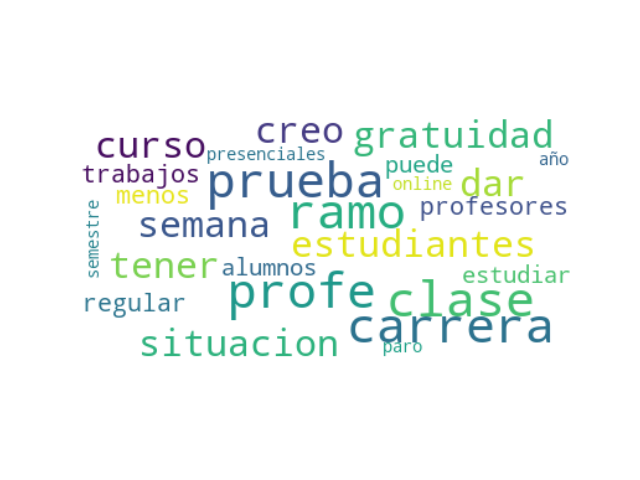 creo gratuidad
curso presenciales año
trabajos prueba puede
menos online dar
semestre semana ramo profesores
estudiantes
tener alumnos estudiar
regular profe clase
situacion carrera
paro